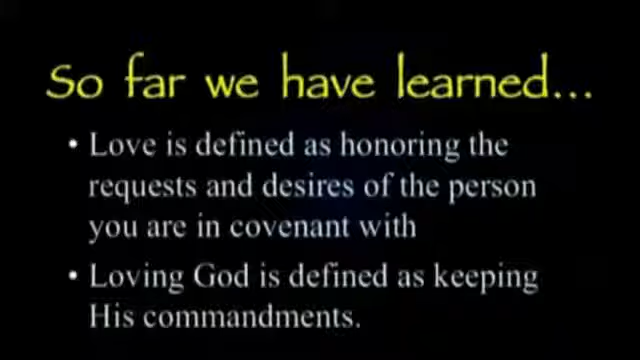 So far we have learned...
• Love is defined as honoring the
requests and desires of the person
you are in covenant with
• Loving God is defined as keeping
His commandments.